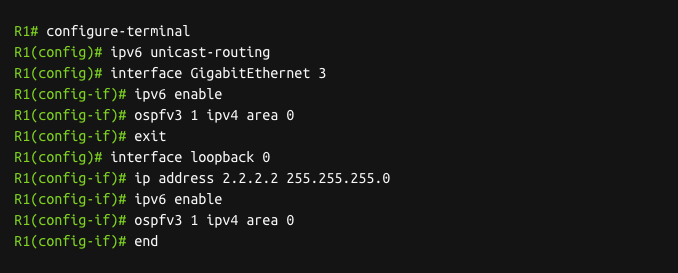 R1# configure-terminal
R1(config)# ipv6 unicast-routing
R1(config)# interface GigabitEthernet 3
R1(config-if)# ipv6 enable
R1(config-if)# ospfv3 1 ipv4 area 0
R1(config-if)# exit
R1(config)# interface loopback 0
R1(config-if)# ip address 2.2.2.2 255.255.255.0
R1(config-if)# ipv6 enable
R1(config-if)# ospfv3 1 ipv4 area 0
R1(config-if)# end